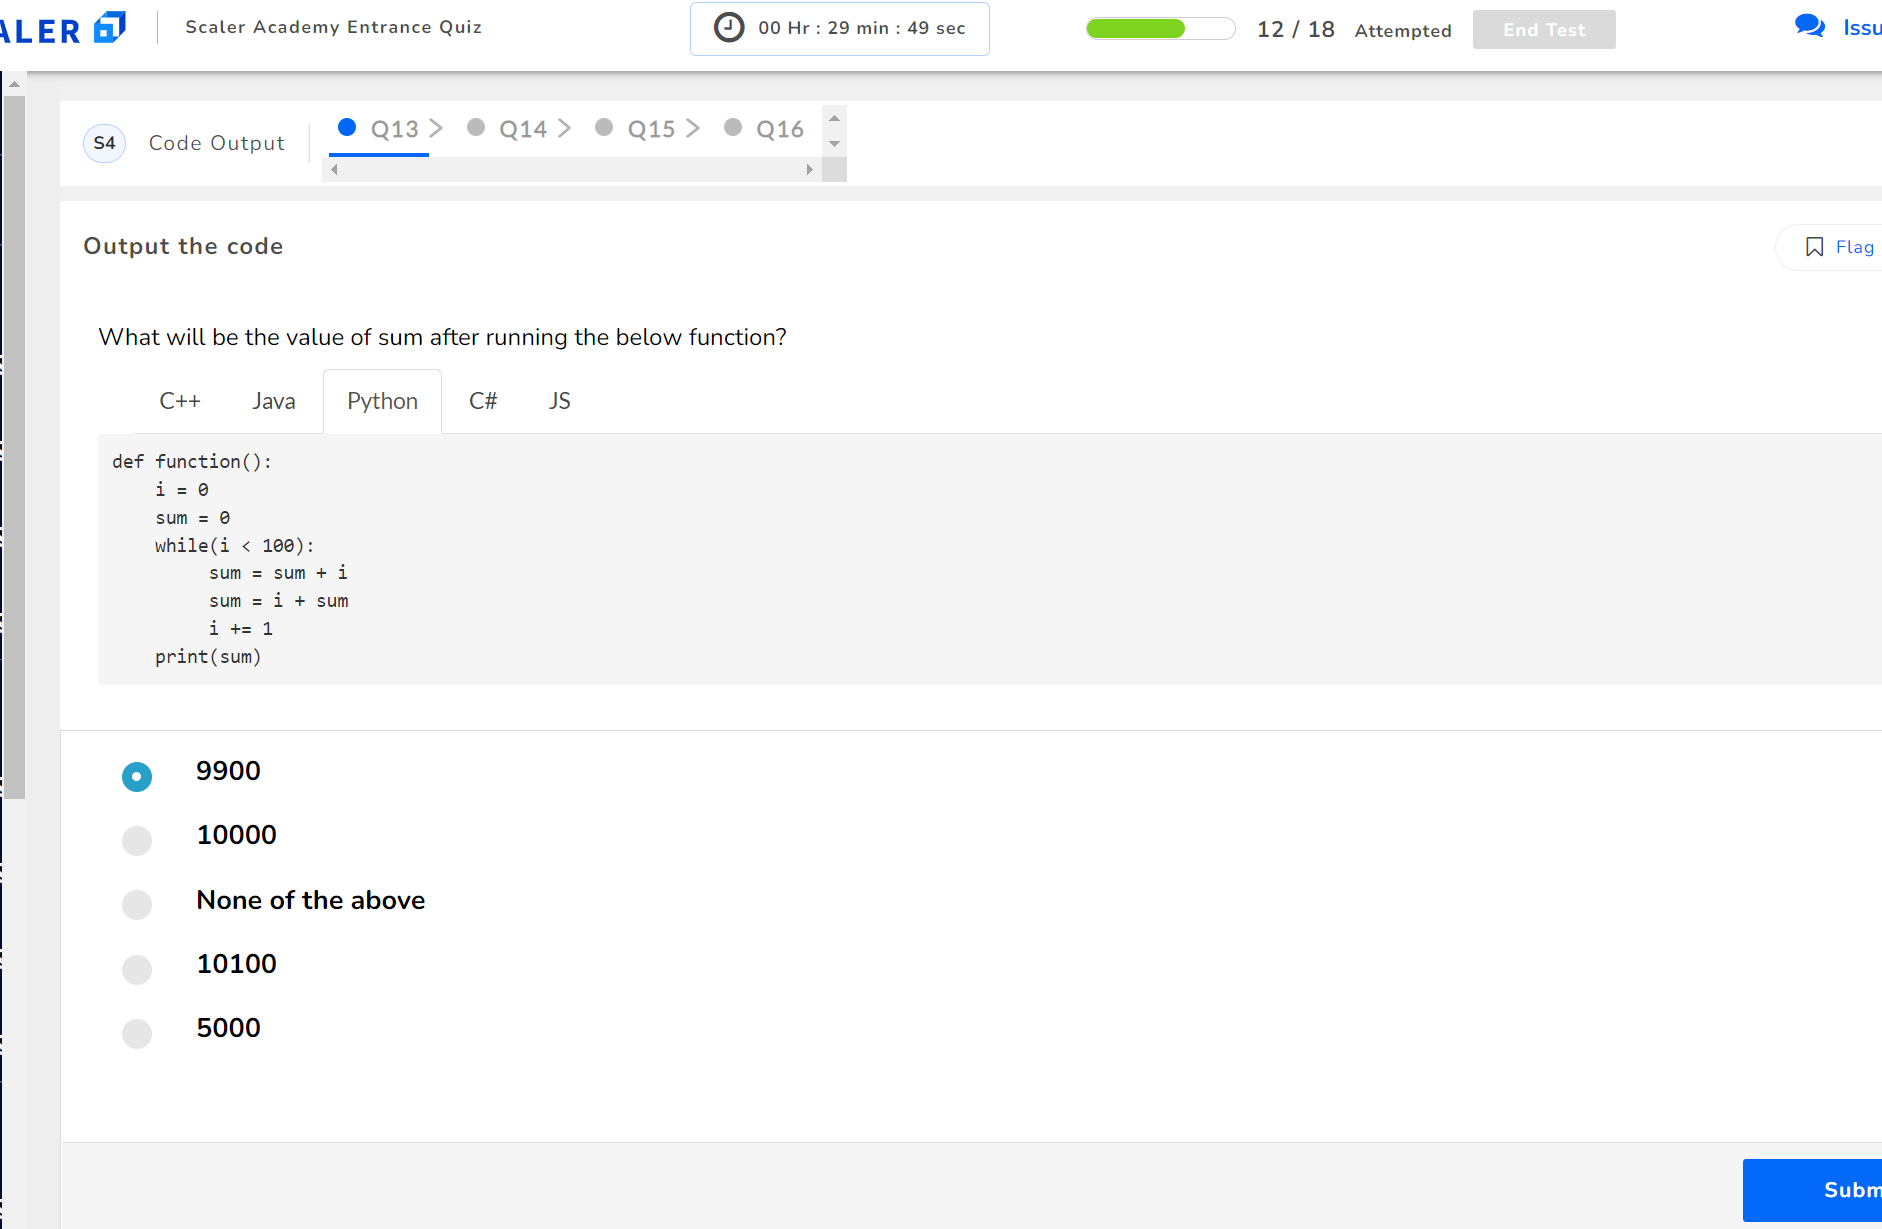 ALER
Scaler Academy Entrance Quiz
00 Hr : 29 min : 49 sec
12 / 18 Attempted
End Test
S4
Code Output
Q13
Q14
Q15
Q16
Output the code
Flag
What will be the value of sum after running the below function?
C++ Java Python C# JS
def function():
    i = 0
    sum = 0
    while(i < 100):
         sum = sum + i
         sum = i + sum
         i += 1
    print(sum)
9900
10000
None of the above
10100
5000